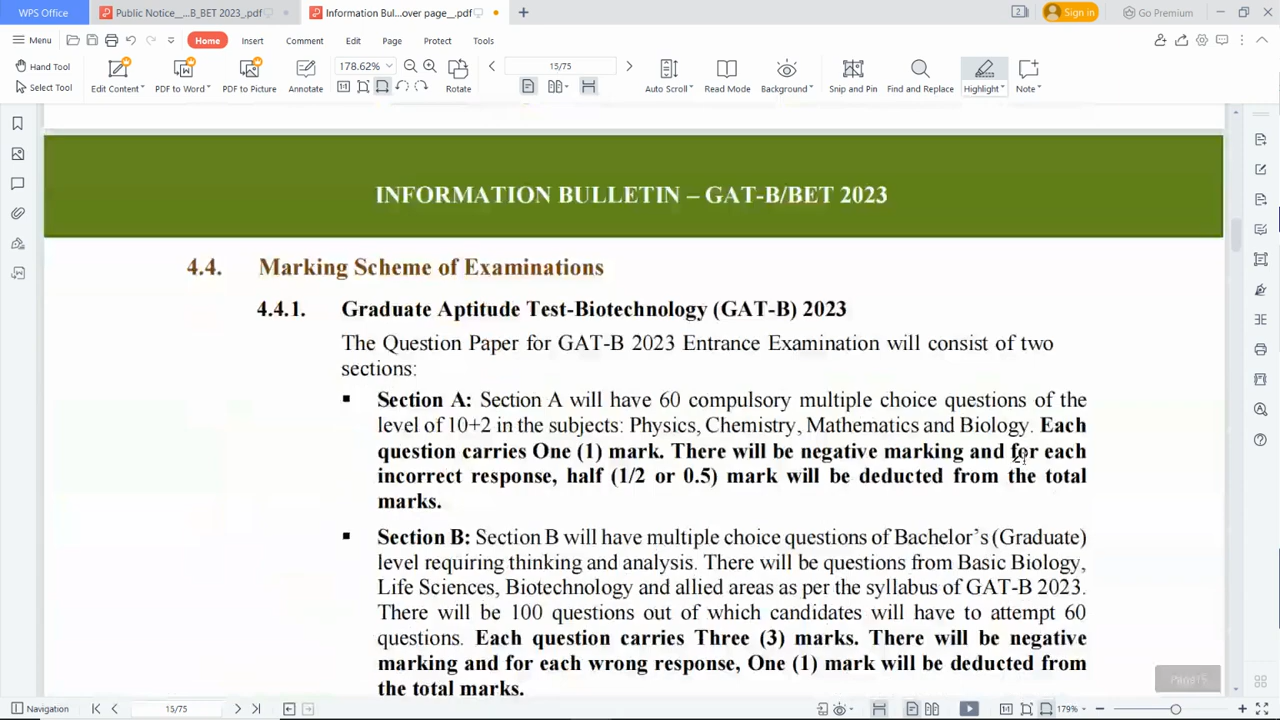 WPS Office
Public Notice__...B_BET 2023_.pdf
Information Bul...over page__.pdf
Sign in
Go Premium
Menu
Home
Insert
Comment
Edit
Page
Protect
Tools
Hand Tool
Select Tool
Edit Content
PDF to Word
PDF to Picture
Annotate
178.62%
Rotate
15/75
Auto Scroll
Read Mode
Background
Snip and Pin
Find and Replace
Highlight
Note
INFORMATION BULLETIN – GAT-B/BET 2023
4.4. Marking Scheme of Examinations
4.4.1. Graduate Aptitude Test-Biotechnology (GAT-B) 2023
The Question Paper for GAT-B 2023 Entrance Examination will consist of two
sections:
▪ Section A: Section A will have 60 compulsory multiple choice questions of the
level of 10+2 in the subjects: Physics, Chemistry, Mathematics and Biology. Each
question carries One (1) mark. There will be negative marking and for each
incorrect response, half (1/2 or 0.5) mark will be deducted from the total
marks.
▪ Section B: Section B will have multiple choice questions of Bachelor's (Graduate)
level requiring thinking and analysis. There will be questions from Basic Biology,
Life Sciences, Biotechnology and allied areas as per the syllabus of GAT-B 2023.
There will be 100 questions out of which candidates will have to attempt 60
questions. Each question carries Three (3) marks. There will be negative
marking and for each wrong response, One (1) mark will be deducted from
the total marks.
Navigation
15/75
179%